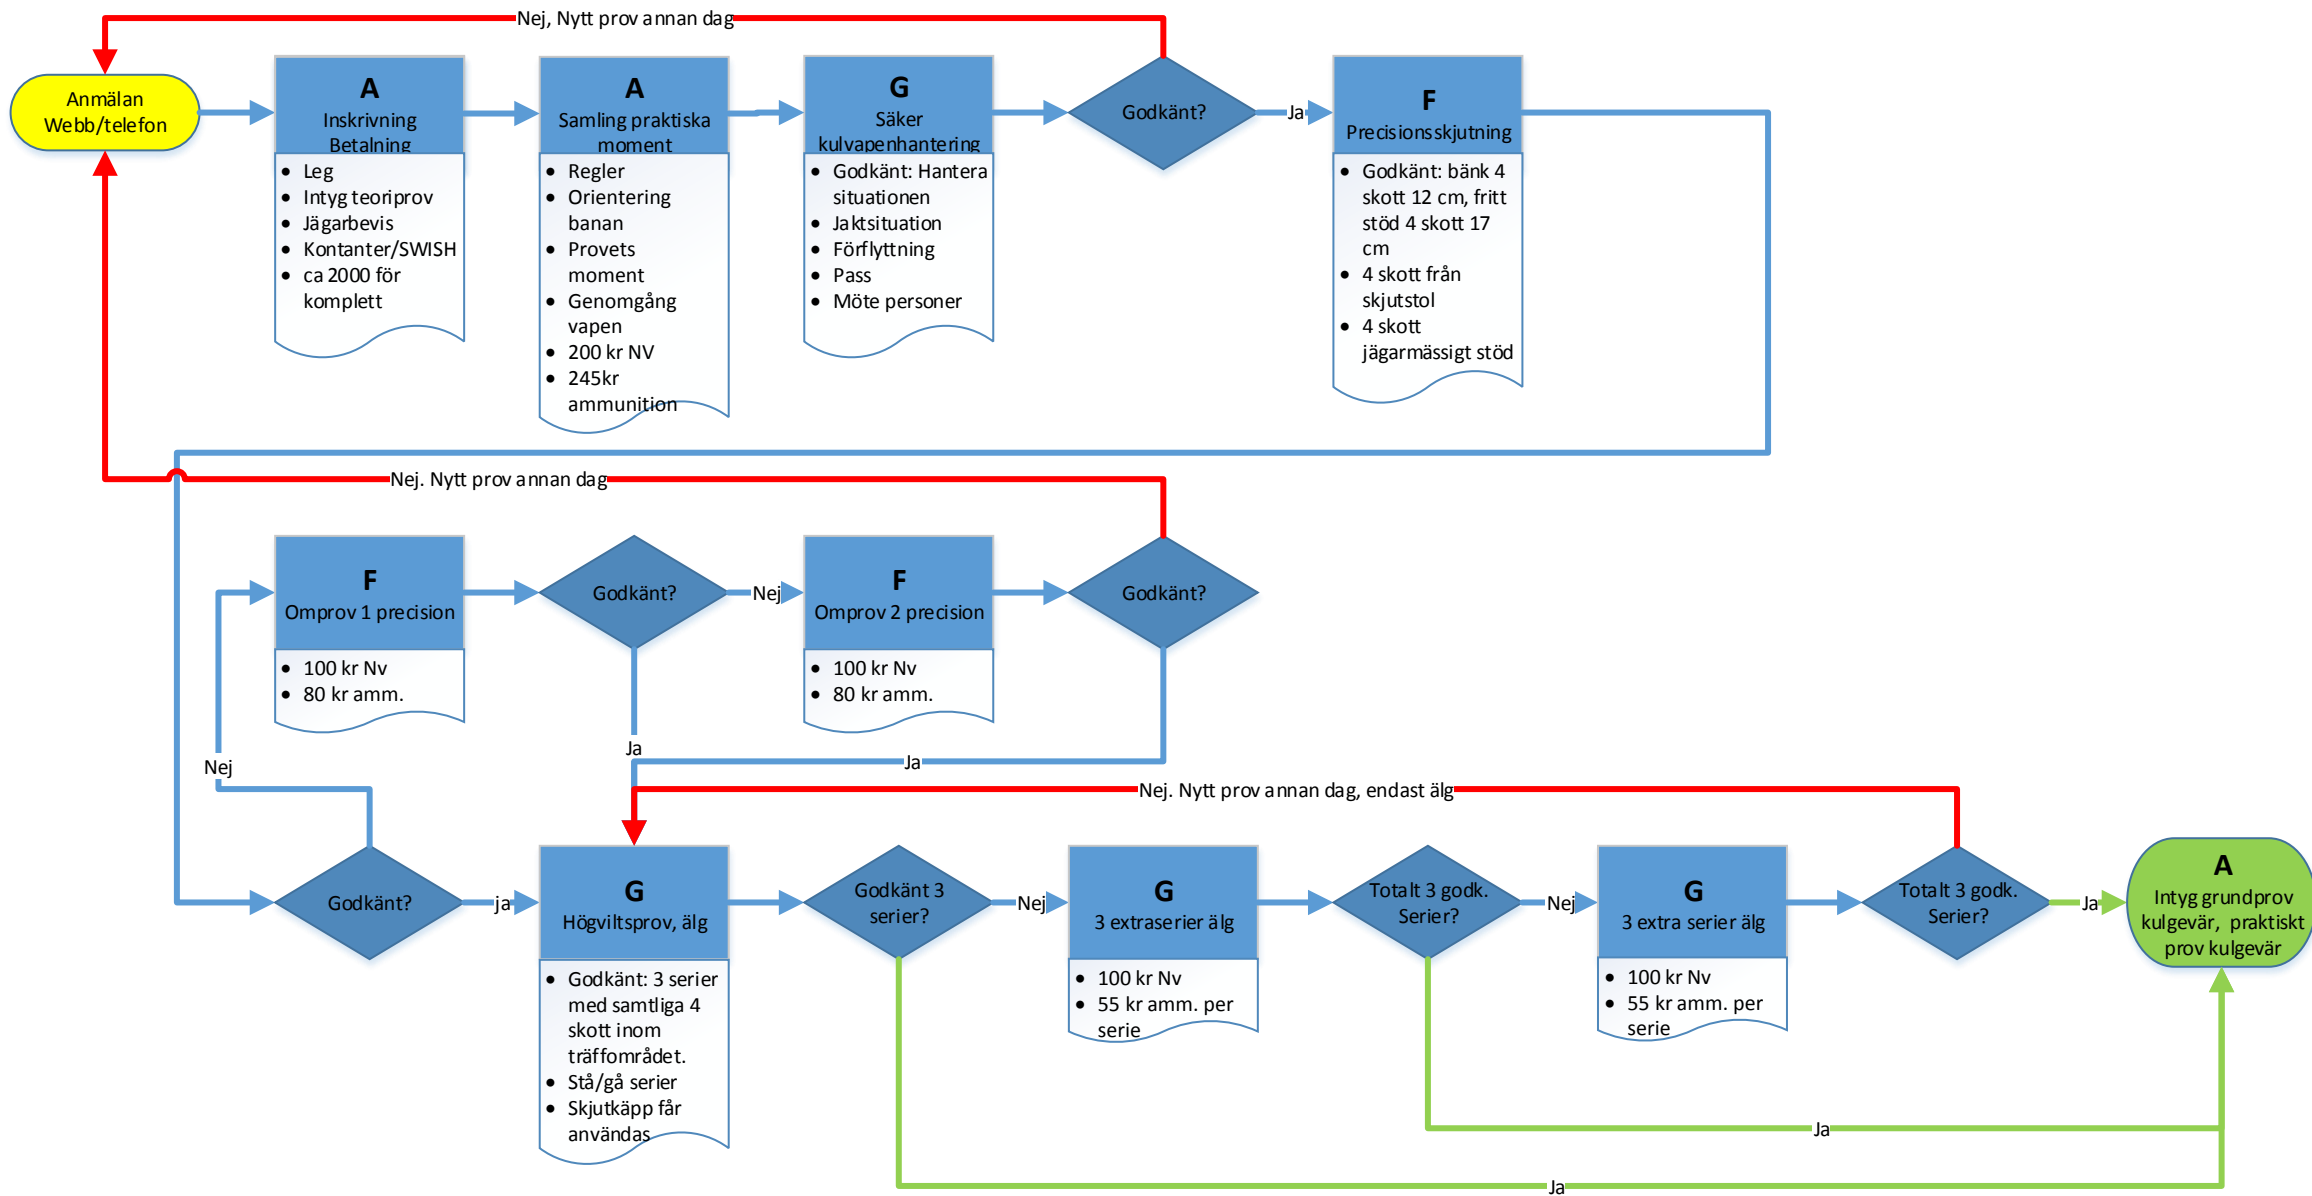 Nej, Nytt prov annan dag
Anmälan
Webb/telefon
A
Inskrivning
Betalning
• Leg
• Intyg teoriprov
• Jägarbevis
• Kontanter/SWISH
• ca 2000 för
komplett
A
Samling praktiska
moment
• Regler
• Orientering
banan
• Provets
moment
• Genomgång
vapen
• 200 kr NV
• 245kr
ammunition
G
Säker
kulvapenhantering
• Godkänt: Hantera
situationen
• Jaktsituation
• Förflyttning
• Pass
• Möte personer
Godkänt?
Ja
F
Precisionsskjutning
• Godkänt: bänk 4
skott 12 cm, fritt
stöd 4 skott 17
cm
• 4 skott från
skjutstol
• 4 skott
jägarmässigt stöd
Nej. Nytt prov annan dag
F
Omprov 1 precision
• 100 kr Nv
• 80 kr amm.
Godkänt?
Nej
F
Omprov 2 precision
• 100 kr Nv
• 80 kr amm.
Godkänt?
Ja
Ja
Nej
Nej. Nytt prov annan dag, endast älg
Godkänt?
ja
G
Högviltsprov, älg
• Godkänt: 3 serier
med samtliga 4
skott inom
träffområdet.
• Stå/gå serier
• Skjutkäpp får
användas
Godkänt 3
serier?
Nej
G
3 extraserier älg
• 100 kr Nv
• 55 kr amm. per
serie
Totalt 3 godk.
Serier?
Nej
G
3 extra serier älg
• 100 kr Nv
• 55 kr amm. per
serie
Totalt 3 godk.
Serier?
Ja
A
Intyg grundprov
kulgevär, praktiskt
prov kulgevär
Ja
Ja